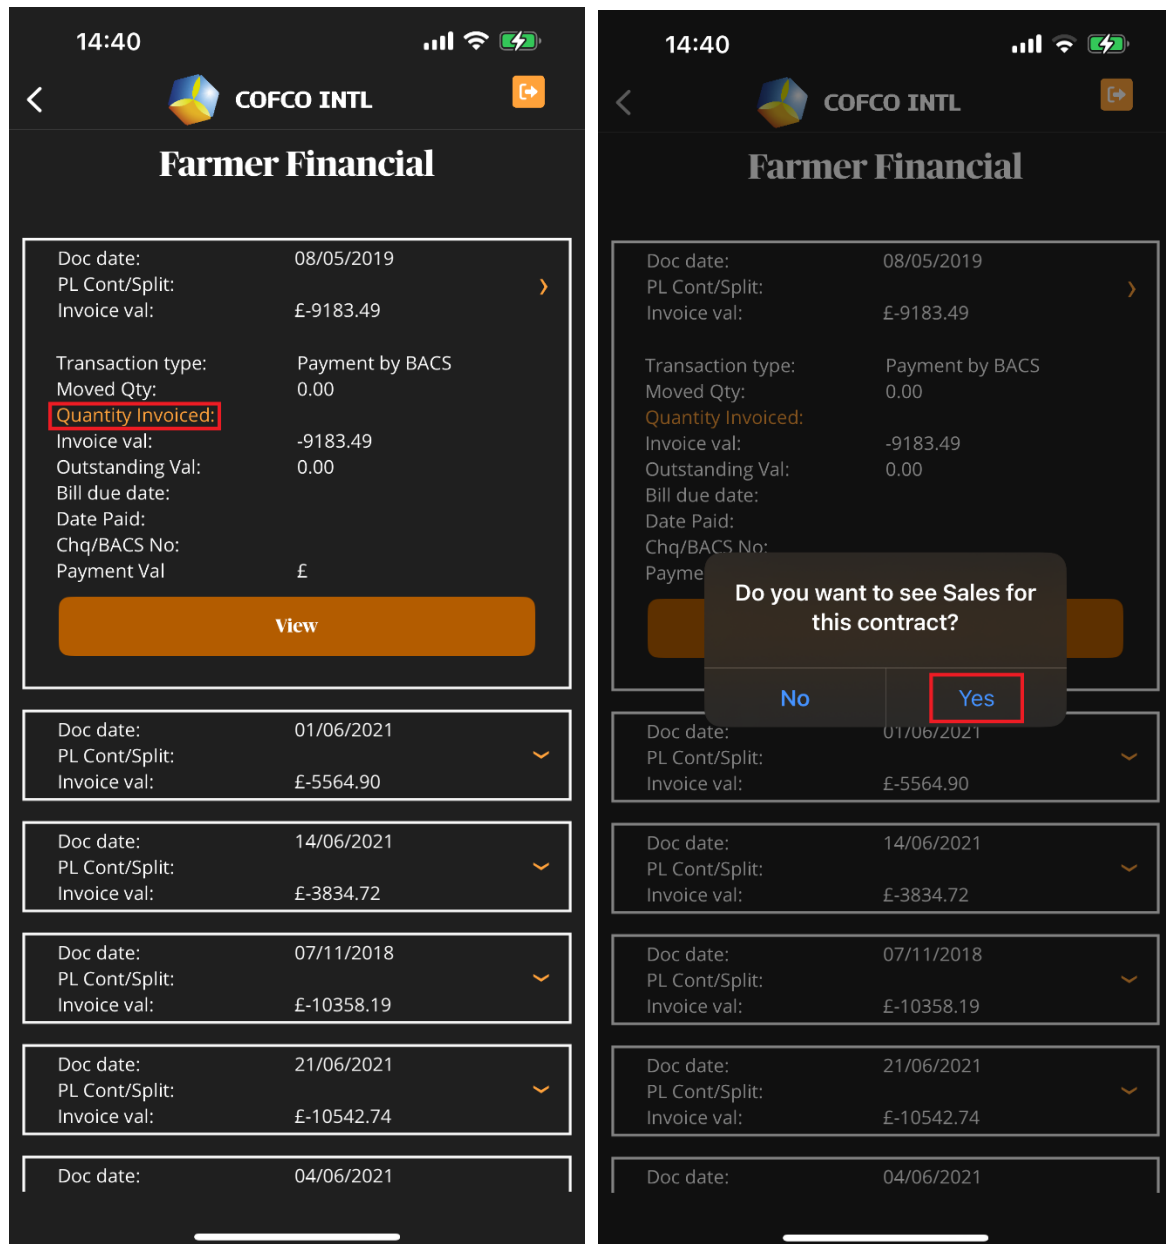 14:40
COFCO INTL
Farmer Financial
Doc date: 08/05/2019
PL Cont/Split:
Invoice val: £-9183.49
Transaction type: Payment by BACS
Moved Qty: 0.00
Quantity Invoiced:
Invoice val: -9183.49
Outstanding Val: 0.00
Bill due date:
Date Paid:
Chq/BACS No:
Payment Val £
View
Doc date: 01/06/2021
PL Cont/Split:
Invoice val: £-5564.90
Doc date: 14/06/2021
PL Cont/Split:
Invoice val: £-3834.72
Doc date: 07/11/2018
PL Cont/Split:
Invoice val: £-10358.19
Doc date: 21/06/2021
PL Cont/Split:
Invoice val: £-10542.74
Doc date: 04/06/2021
14:40
COFCO INTL
Farmer Financial
Doc date: 08/05/2019
PL Cont/Split:
Invoice val: £-9183.49
Transaction type: Payment by BACS
Moved Qty: 0.00
Quantity Invoiced:
Invoice val: -9183.49
Outstanding Val: 0.00
Bill due date:
Date Paid:
Chq/BACS No:
Payme
Do you want to see Sales for
this contract?
No Yes
Doc date: 01/06/2021
PL Cont/Split:
Invoice val: £-5564.90
Doc date: 14/06/2021
PL Cont/Split:
Invoice val: £-3834.72
Doc date: 07/11/2018
PL Cont/Split:
Invoice val: £-10358.19
Doc date: 21/06/2021
PL Cont/Split:
Invoice val: £-10542.74
Doc date: 04/06/2021